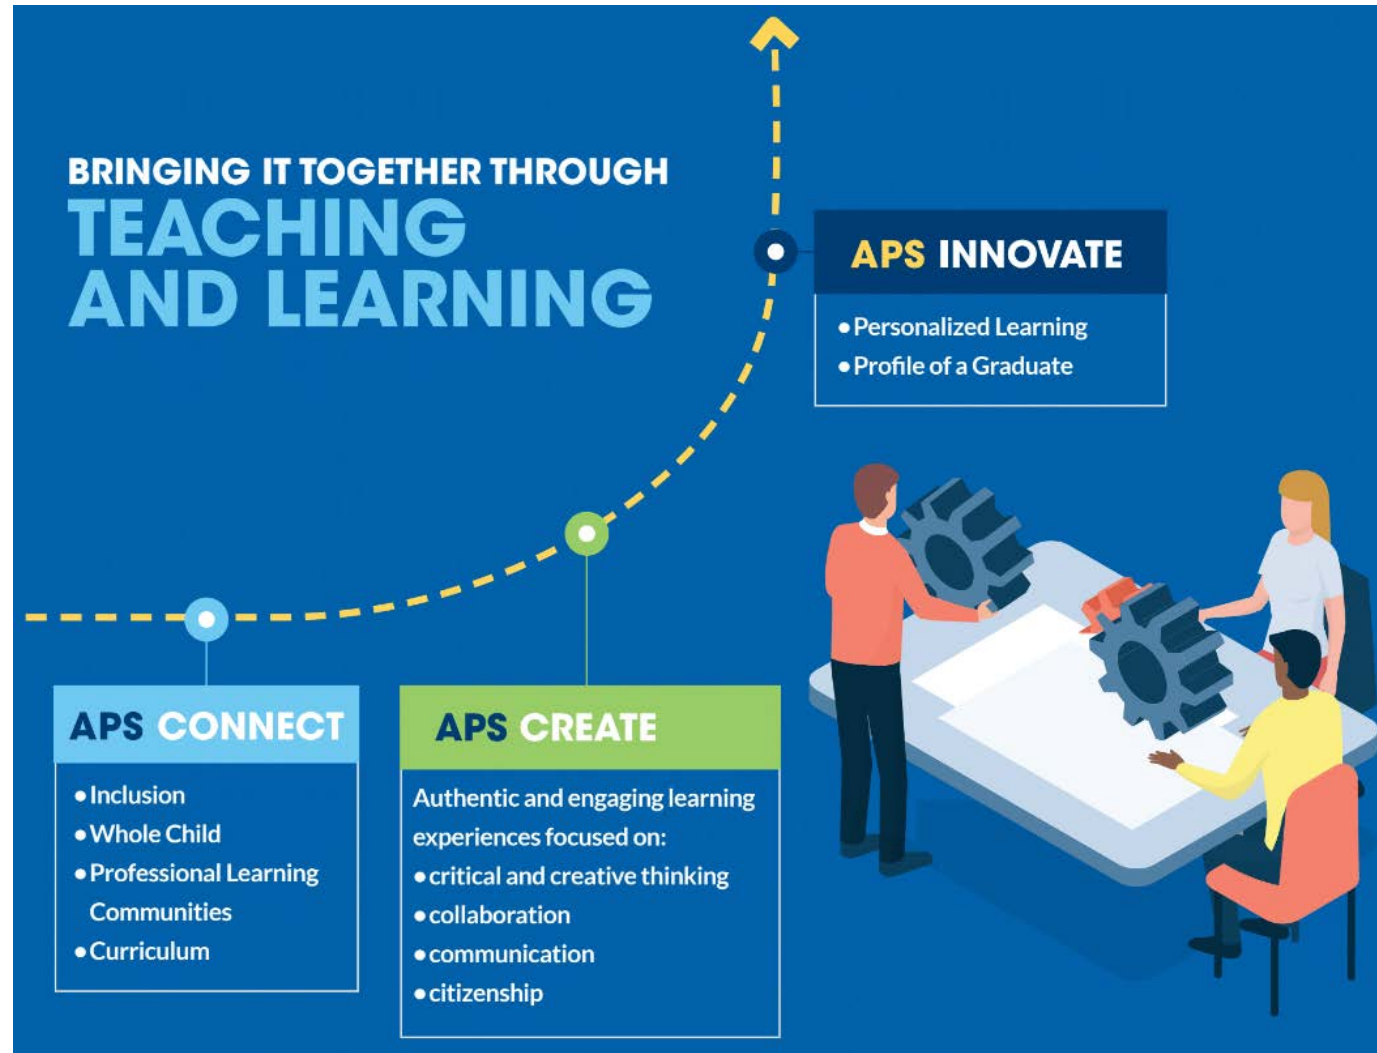 BRINGING IT TOGETHER THROUGH
TEACHING
AND LEARNING
APS INNOVATE
• Personalized Learning
• Profile of a Graduate
APS CONNECT
• Inclusion
• Whole Child
• Professional Learning
Communities
• Curriculum
APS CREATE
Authentic and engaging learning
experiences focused on:
• critical and creative thinking
• collaboration
• communication
• citizenship